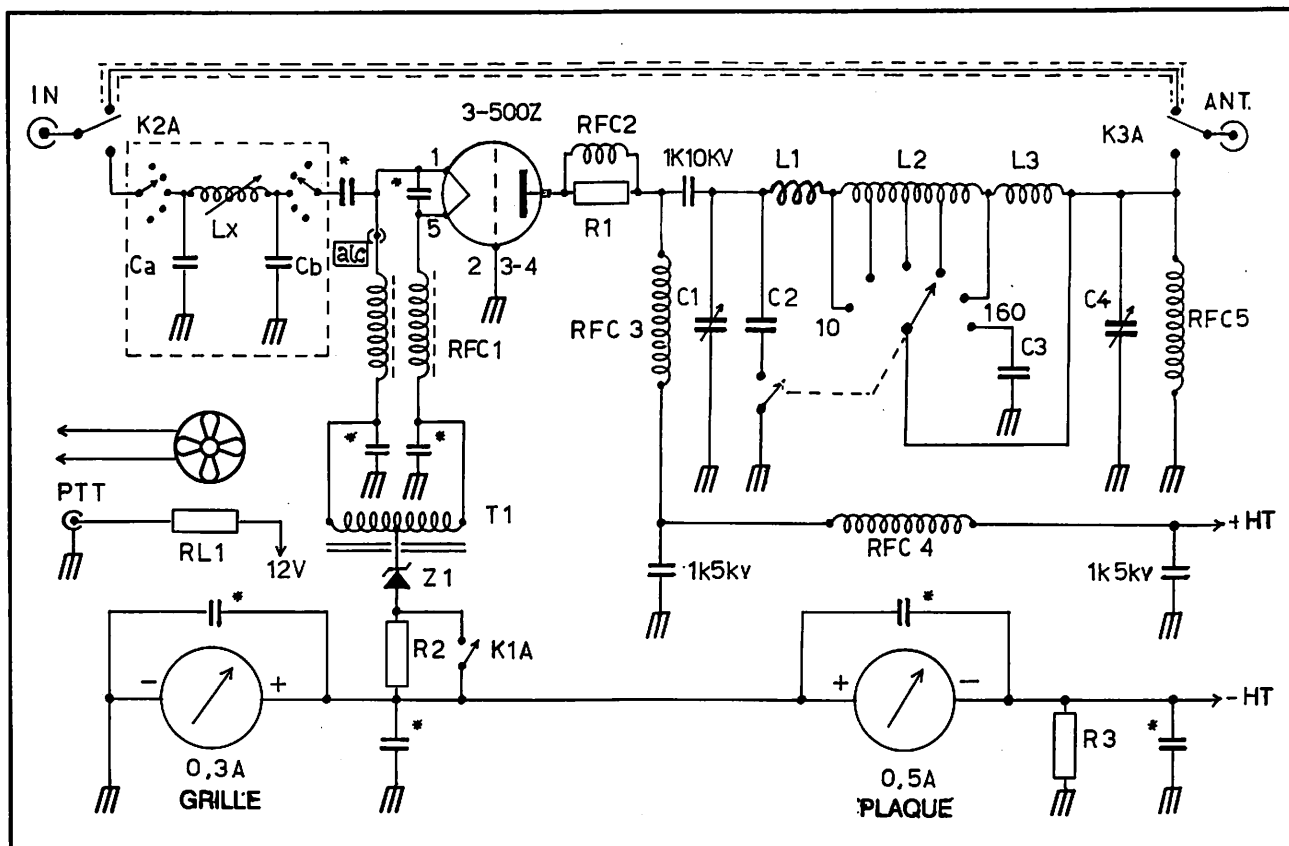 IN
K2A
3-500Z
RFC2
ANT.
K3A
*
1
*
1K10KV
L1
L2
L3
R1
Lx
5
alc
2
3-4
Ca
Cb
RFC1
RFC 3
C1
C2
10
160
C3
C4
RFC5
*
*
PTT
RL1
12V
T1
Z1
RFC 4
+HT
1k5kv
1k5kv
*
R2
K1A
*
-
+
+
-
-HT
*
R3
*
0,3A
GRILLE
0,5A
PLAQUE